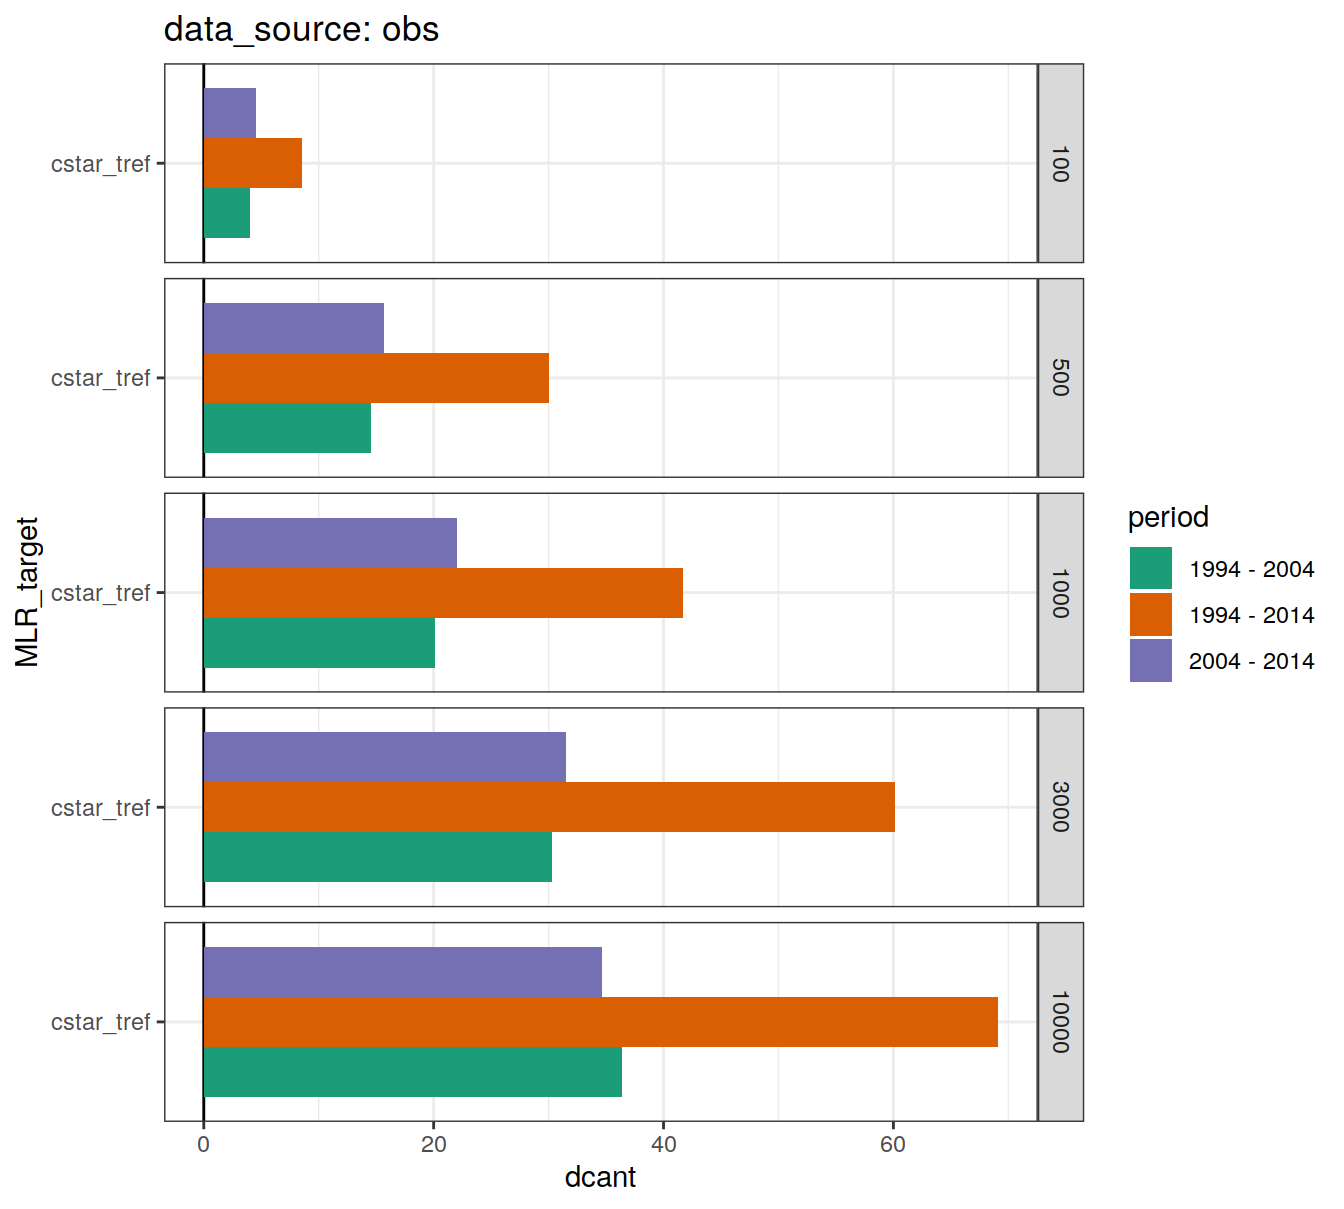 data_source: obs
cstar_tref
100
cstar_tref
500
cstar_tref
1000
cstar_tref
3000
cstar_tref
10000
MLR_target
0 20 40 60
dcant
period
1994 - 2004
1994 - 2014
2004 - 2014